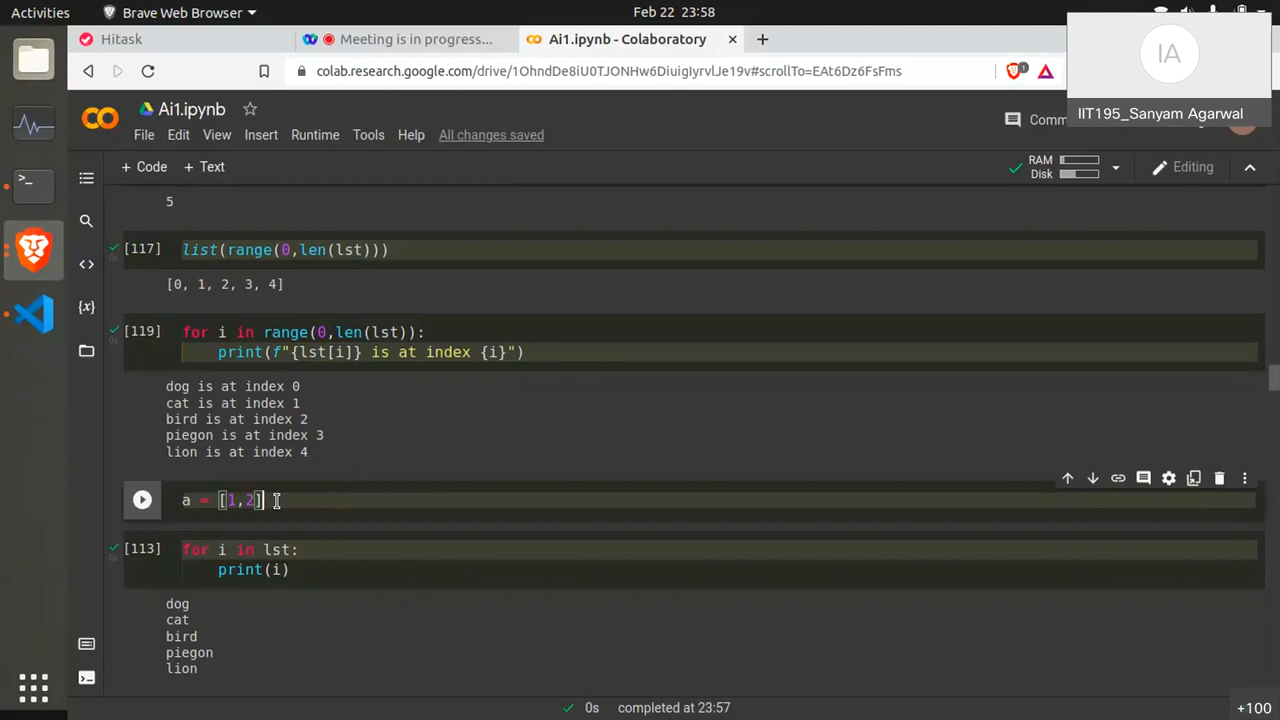 Activities
Brave Web Browser
Feb 22 23:58
Hitask
Meeting is in progress...
Ai1.ipynb - Colaboratory
IA
IIT195_Sanyam Agarwal
colab.research.google.com/drive/1OhndDe8iU0TJONHw6DiuigIyrvlJe19v#scrollTo=EAt6Dz6FsFms
1
Ai1.ipynb
File Edit View Insert Runtime Tools Help All changes saved
Comm
+ Code + Text
RAM
Disk
Editing
5
[117] list(range(0,len(lst)))
[0, 1, 2, 3, 4]
[119] for i in range(0,len(lst)):
print(f"{lst[i]} is at index {i}")
dog is at index 0
cat is at index 1
bird is at index 2
piegon is at index 3
lion is at index 4
a = [1,2]
[113] for i in lst:
print(i)
dog
cat
bird
piegon
lion
0s completed at 23:57
+100